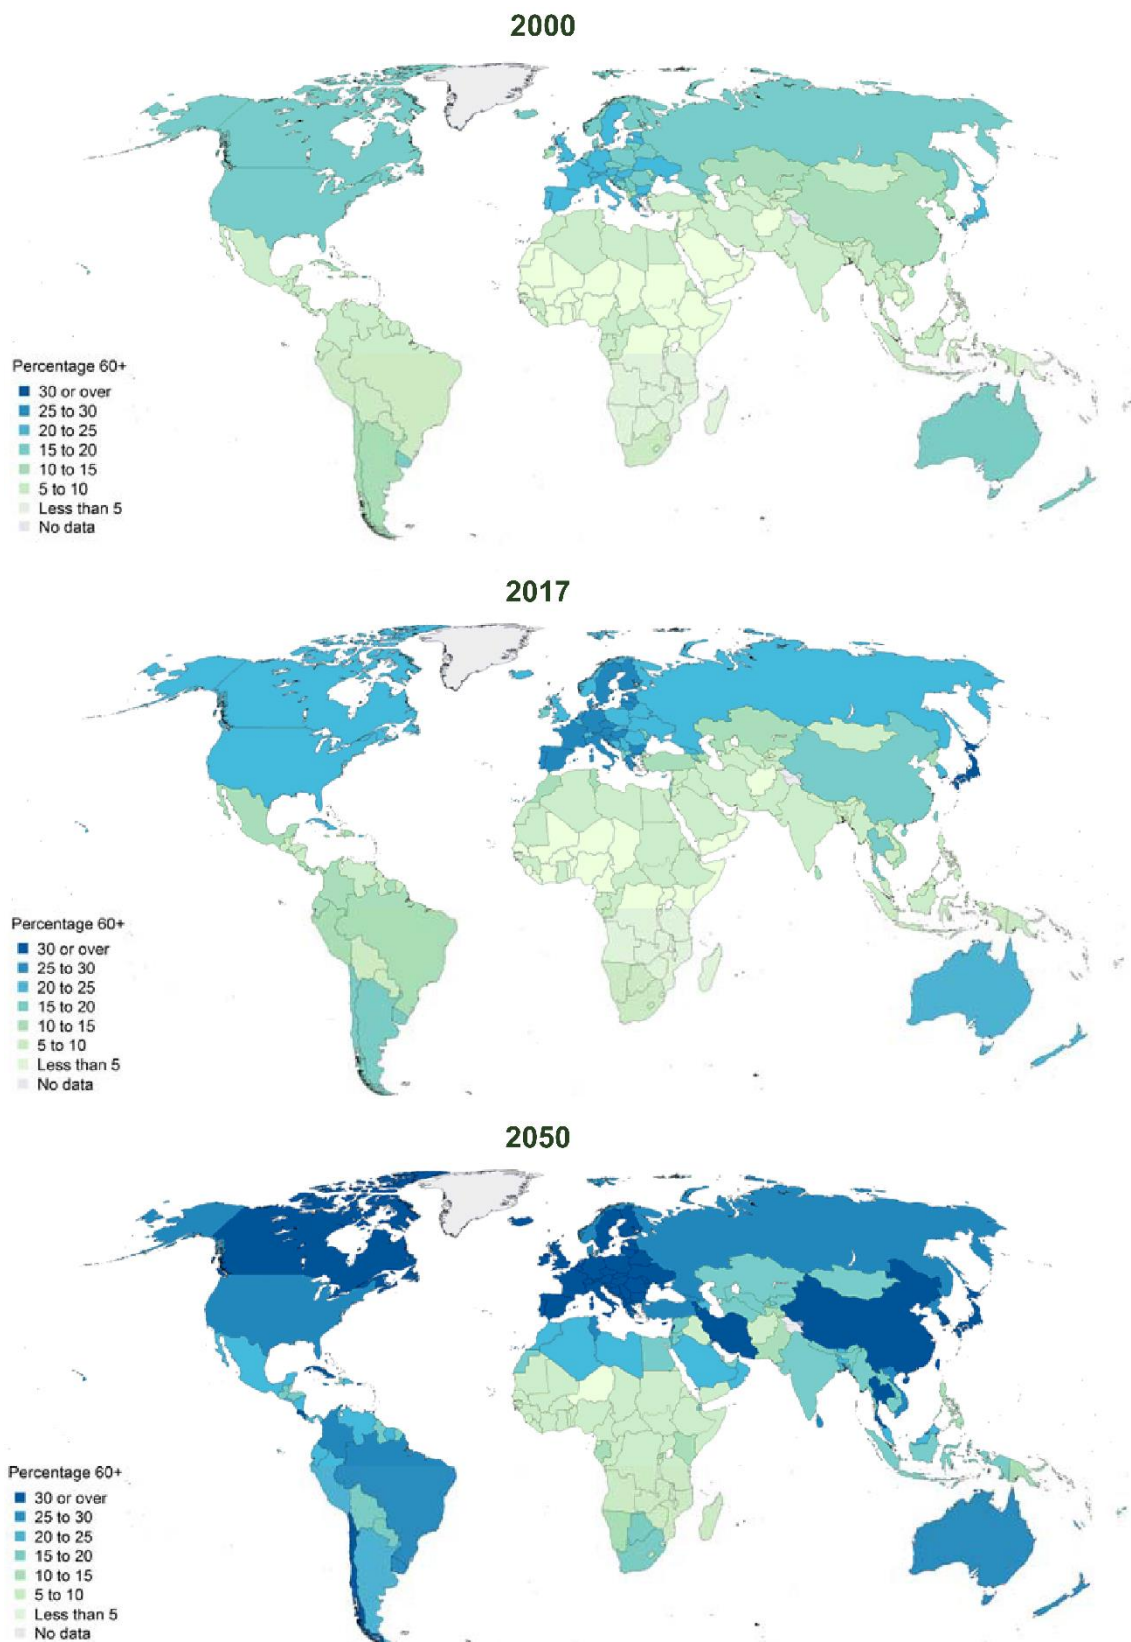 2000
Percentage 60+
30 or over
25 to 30
20 to 25
15 to 20
10 to 15
5 to 10
Less than 5
No data
2017
Percentage 60+
30 or over
25 to 30
20 to 25
15 to 20
10 to 15
5 to 10
Less than 5
No data
2050
Percentage 60+
30 or over
25 to 30
20 to 25
15 to 20
10 to 15
5 to 10
Less than 5
No data